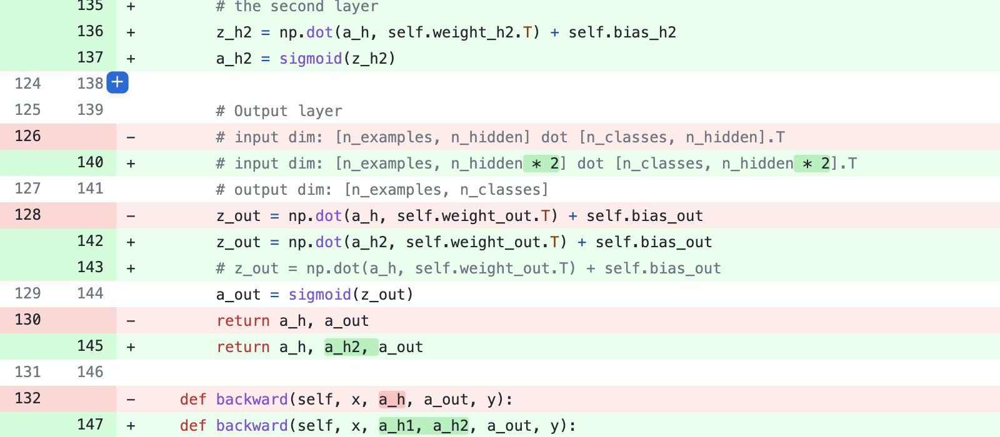 135 + # the second layer
136 + z_h2 = np.dot(a_h, self.weight_h2.T) + self.bias_h2
137 + a_h2 = sigmoid(z_h2)
124 138 +
125 139 # Output layer
126 - # input dim: [n_examples, n_hidden] dot [n_classes, n_hidden].T
140 + # input dim: [n_examples, n_hidden * 2] dot [n_classes, n_hidden * 2].T
127 141 # output dim: [n_examples, n_classes]
128 - z_out = np.dot(a_h, self.weight_out.T) + self.bias_out
142 + z_out = np.dot(a_h2, self.weight_out.T) + self.bias_out
143 + # z_out = np.dot(a_h, self.weight_out.T) + self.bias_out
129 144 a_out = sigmoid(z_out)
130 - return a_h, a_out
145 + return a_h, a_h2, a_out
131 146
132 - def backward(self, x, a_h, a_out, y):
147 + def backward(self, x, a_h1, a_h2, a_out, y):